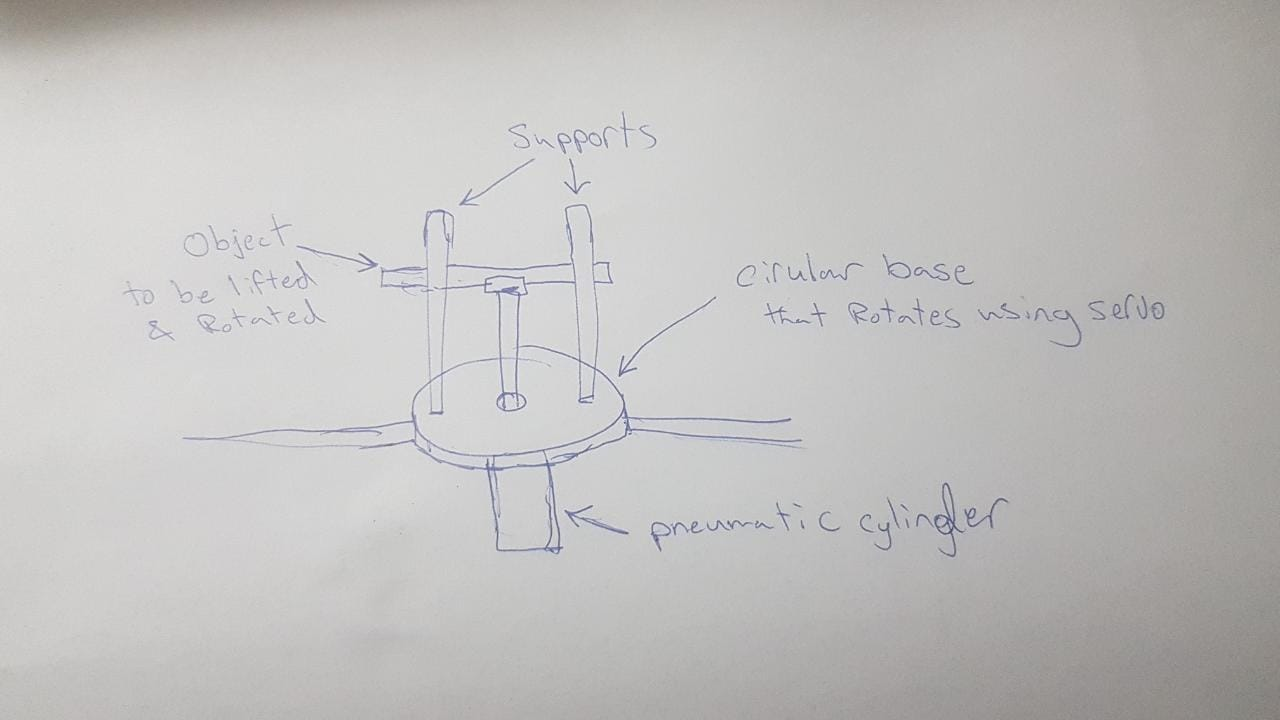 Supports
Object
to be lifted
& Rotated
cirular base
that Rotates using servo
pneumatic cylinder